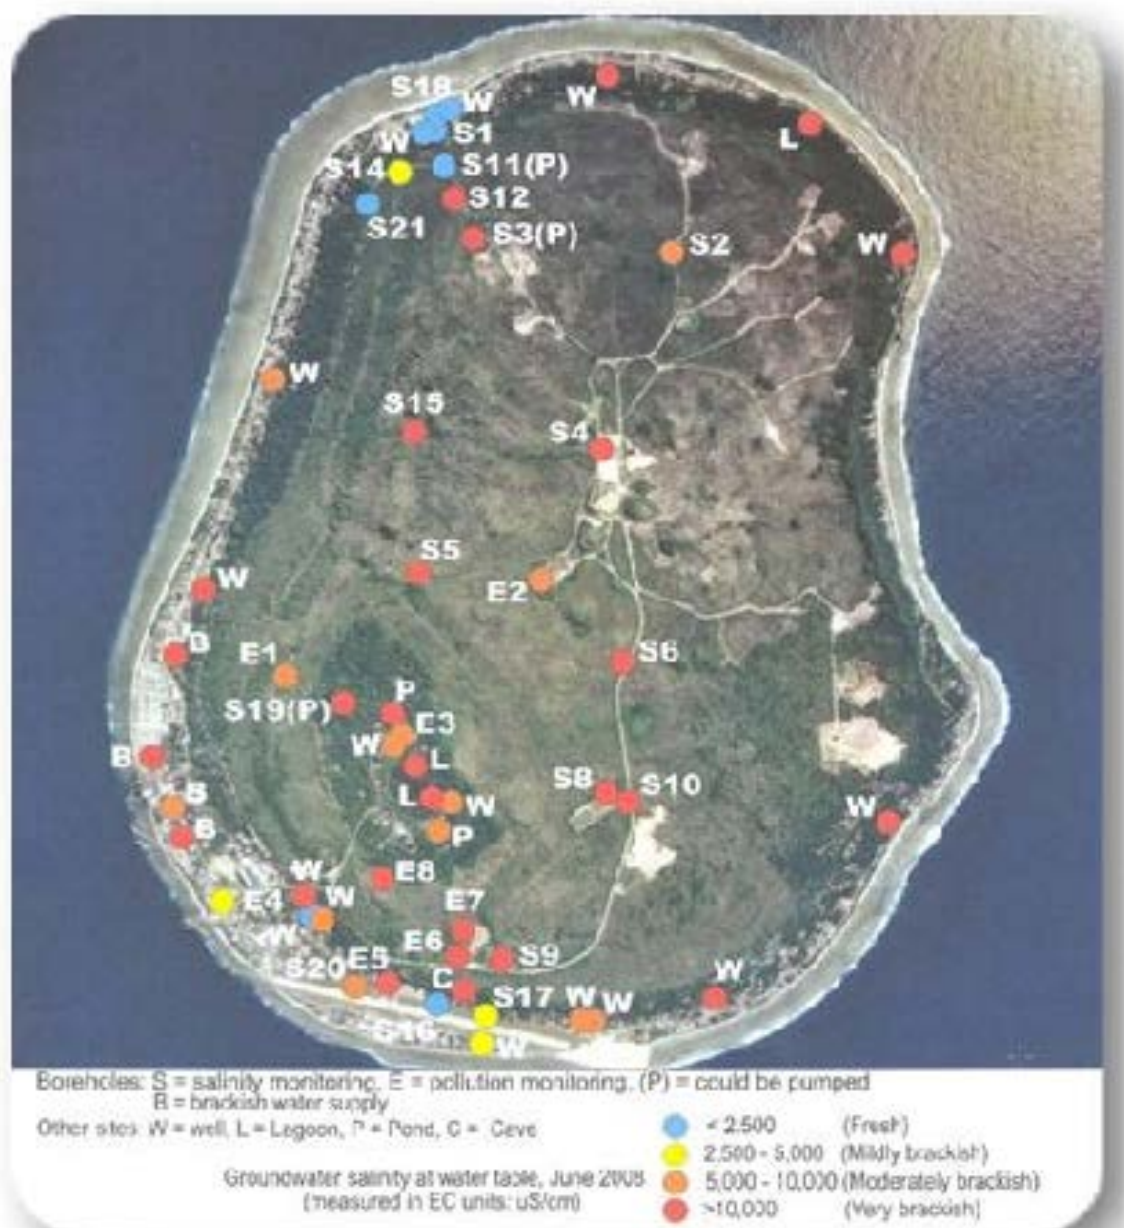 W
S18
W
L
S1
W
S11(P)
S14
S12
S21
S3(P)
S2
W
W
S15
S4
S5
E2
W
B
E1
S6
P
S19(P)
E3
W
L
B
S8
S10
L
W
B
W
P
B
E8
W
W
E4
E7
W
E6
S9
S20
E5
C
W
S17
W
W
S16
W
Boreholes: S = salinity monitoring, E = pollution monitoring, (P) = could be pumped
B = brackish water supply
Other sites W = well, L = Lagoon, P = Pond, C = Cave
< 2,500 (Fresh)
2,500 - 5,000 (Mildly brackish)
Groundwater salinity at water table, June 2008
5,000 - 10,000 (Moderately brackish)
(measured in EC units: uS/cm)
>10,000 (Very brackish)